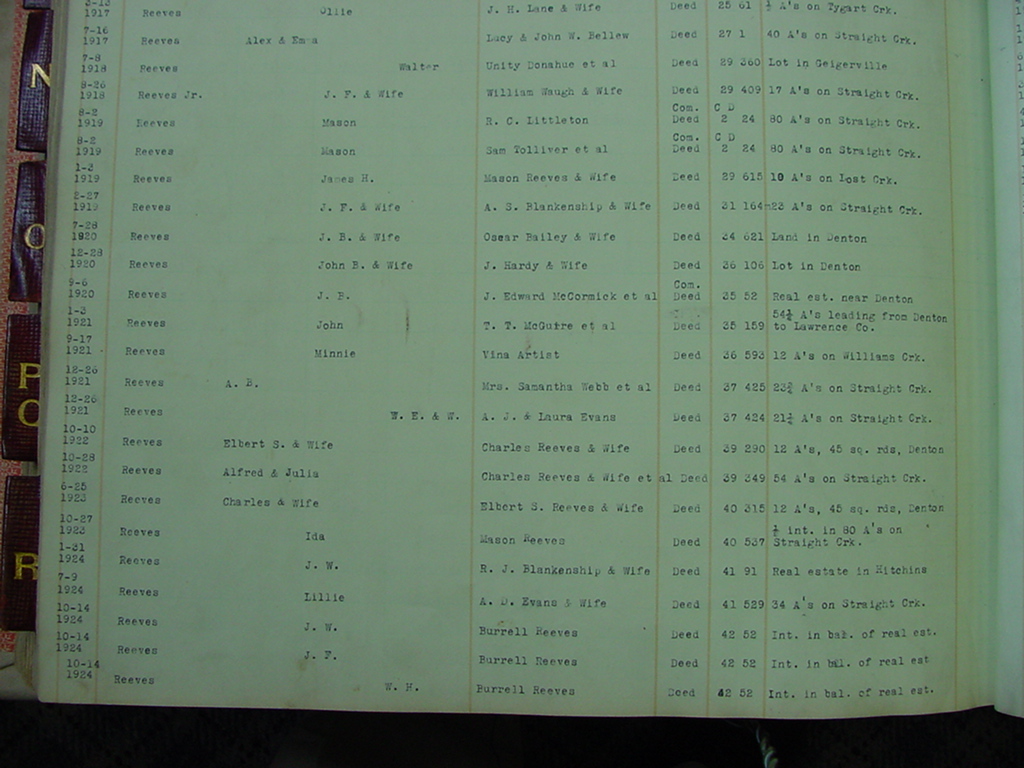 3-13
1917 Ollie J. H. Lane & Wife Deed 25 61 ½ A's on Tygart Crk.
7-16
1917 Reeves Alex & Emma Lucy & John W. Bellew Deed 27 1 40 A's on Straight Crk.
7-8
1918 Reeves Walter Unity Donahue et al Deed 29 360 Lot in Geigerville
8-26
1918 Reeves Jr. J. F. & Wife William Waugh & Wife Deed 29 409 17 A's on Straight Crk.
8-2 Com. C D
1919 Reeves Mason R. C. Littleton Deed 2 24 80 A's on Straight Crk.
8-2 Com. C D
1919 Reeves Mason Sam Tolliver et al Deed 2 24 80 A's on Straight Crk.
1-3
1919 Reeves James H. Mason Reeves & Wife Deed 29 615 10 A's on Lost Crk.
2-27
1919 Reeves J. F. & Wife A. S. Blankenship & Wife Deed 31 164 23 A's on Straight Crk.
7-28
1920 Reeves J. B. & Wife Oscar Bailey & Wife Deed 34 621 Land in Denton
12-28
1920 Reeves John B. & Wife J. Hardy & Wife Deed 36 106 Lot in Denton
9-6 Com.
1920 Reeves J. B. J. Edward McCormick et al Deed 35 52 Real est. near Denton
1-3 54½ A's leading from Denton
1921 Reeves John T. T. McGuire et al Deed 35 159 to Lawrence Co.
9-17
1921 Reeves Minnie Vina Artist Deed 36 593 12 A's on Williams Crk.
12-26
1921 Reeves A. B. Mrs. Samantha Webb et al Deed 37 425 23¾ A's on Straight Crk.
12-26
1921 Reeves W. E. & W. A. J. & Laura Evans Deed 37 424 21½ A's on Straight Crk.
10-10
1922 Reeves Elbert S. & Wife Charles Reeves & Wife Deed 39 290 12 A's, 45 sq. rds, Denton
10-28
1922 Reeves Alfred & Julia Charles Reeves & Wife et al Deed 39 349 54 A's on Straight Crk.
6-25
1923 Reeves Charles & Wife Elbert S. Reeves & Wife Deed 40 315 12 A's, 45 sq. rds, Denton
10-27 ½ int. in 80 A's on
1923 Reeves Ida Mason Reeves Deed 40 537 Straight Crk.
1-31
1924 Reeves J. W. R. J. Blankenship & Wife Deed 41 91 Real estate in Hitchins
7-9
1924 Reeves Lillie A. D. Evans & Wife Deed 41 529 34 A's on Straight Crk.
10-14
1924 Reeves J. W. Burrell Reeves Deed 42 52 Int. in bal. of real est.
10-14
1924 Reeves J. F. Burrell Reeves Deed 42 52 Int. in bal. of real est
10-14
1924 Reeves W. H. Burrell Reeves Deed 42 52 Int. in bal. of real est.
N
O
P
Q
R